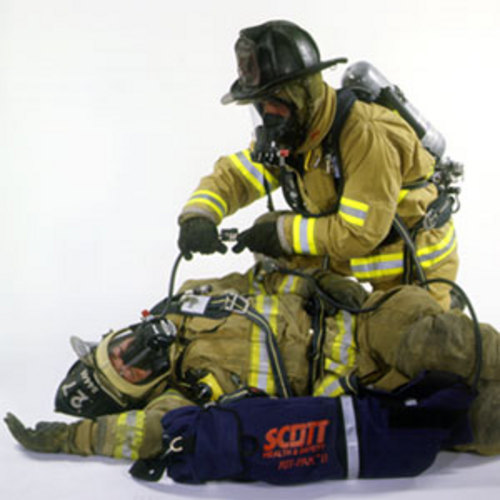 27
SCOTT
HEALTH & SAFETY
RIT-PAK II